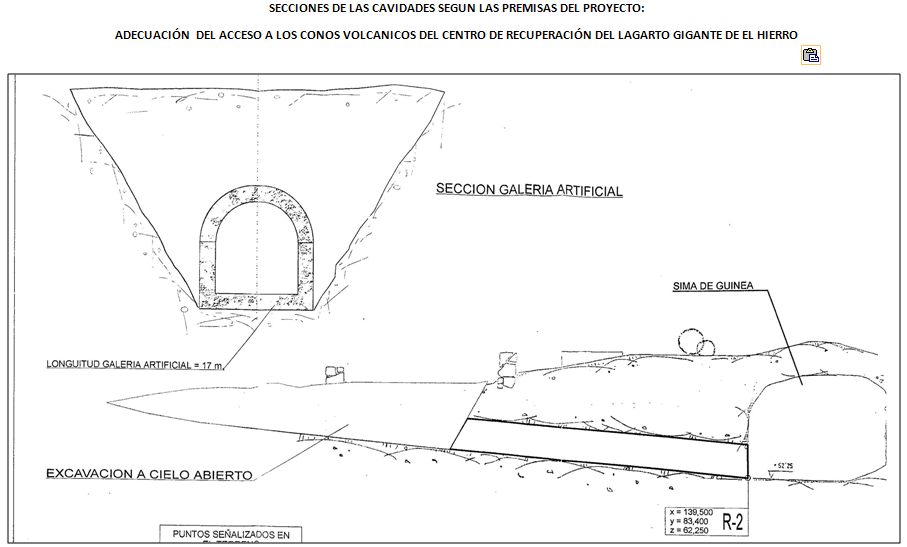 SECCIONES DE LAS CAVIDADES SEGUN LAS PREMISAS DEL PROYECTO:
ADECUACIÓN DEL ACCESO A LOS CONOS VOLCANICOS DEL CENTRO DE RECUPERACIÓN DEL LAGARTO GIGANTE DE EL HIERRO
SECCION GALERIA ARTIFICIAL
SIMA DE GUINEA
LONGUITUD GALERIA ARTIFICIAL = 17 m.
EXCAVACION A CIELO ABIERTO
x = 139,500
y = 83,400
z = 62,250
R-2
PUNTOS SEÑALIZADOS EN